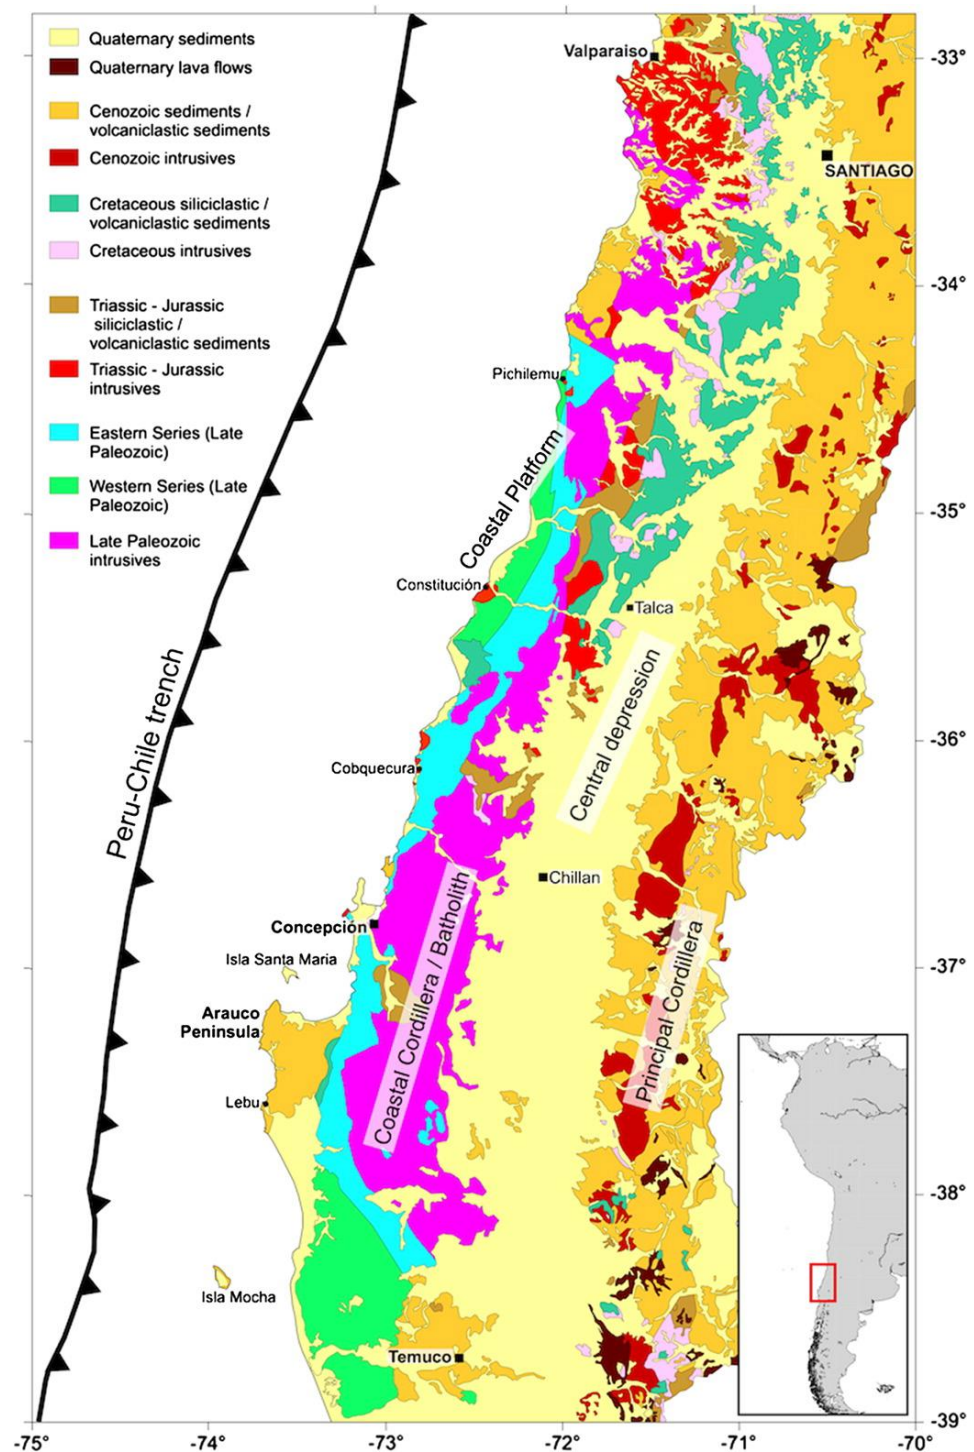 Quaternary sediments
Quaternary lava flows
Cenozoic sediments /
volcaniclastic sediments
Cenozoic intrusives
Cretaceous siliciclastic /
volcaniclastic sediments
Cretaceous intrusives
Triassic - Jurassic
siliciclastic /
volcaniclastic sediments
Triassic - Jurassic
intrusives
Eastern Series (Late
Paleozoic)
Western Series (Late
Paleozoic)
Late Paleozoic
intrusives
Valparaiso
SANTIAGO
Pichilemu
Coastal Platform
Constitución
Talca
Peru-Chile trench
Central depression
Cobquecura
Chillan
Coastal Cordillera / Batholith
Principal Cordillera
Concepción
Isla Santa Maria
Arauco
Peninsula
Lebu
Isla Mocha
Temuco
-33°
-34°
-35°
-36°
-37°
-38°
-39°
-75°
-74°
-73°
-72°
-71°
-70°